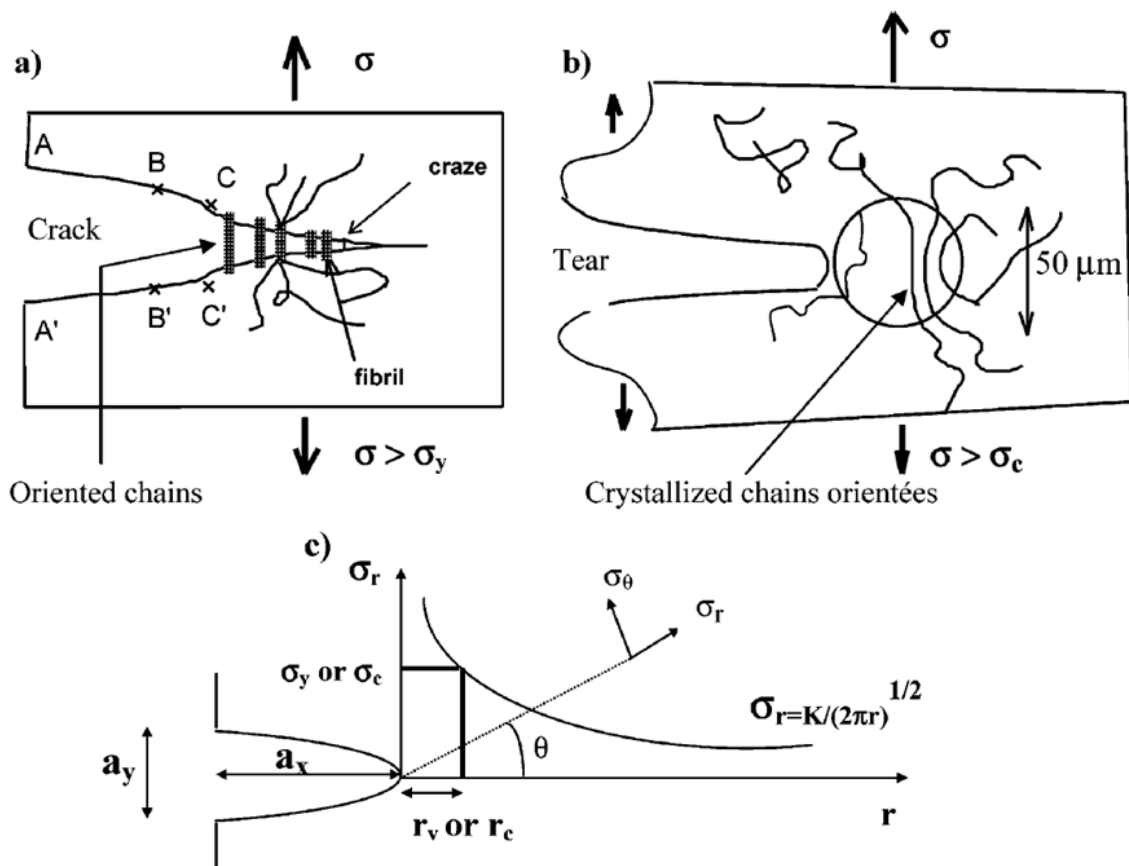 a)
σ
A
B
C
craze
Crack
A'
B'
C'
fibril
σ > σy
Oriented chains
b)
σ
Tear
50 μm
σ > σc
Crystallized chains orientées
c)
σr
σθ
σr
σy or σc
σr=K/(2πr)^1/2
θ
ay
ax
rv or rc
r